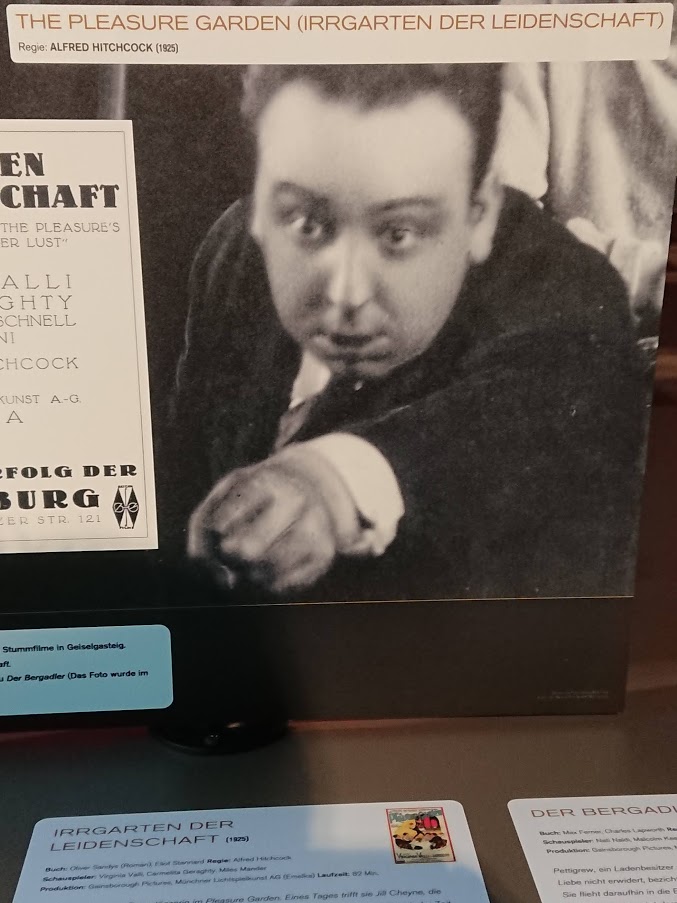 THE PLEASURE GARDEN (IRRGARTEN DER LEIDENSCHAFT)
Regie: ALFRED HITCHCOCK (1925)
EN
CHAFT
THE PLEASURE'S
ER LUST"
ALLI
GHTY
SCHNELL
NI
CHCOCK
KUNST A.-G.
A
RFOLG DER
BURG
ZER STR. 121
Stummfilme in Geiselgasteig.
aft.
u Der Bergadler (Das Foto wurde im
IRRGARTEN DER
LEIDENSCHAFT (1925)
Buch: Oliver Sandys (Roman), Eliot Stannard Regie: Alfred Hitchcock
Schauspieler: Virginia Valli, Carmelita Geraghty, Miles Mander
Produktion: Gainsborough Pictures, Münchner Lichtspielkunst AG (Emelka) Laufzeit: 92 Min.
Pleasure Garden: Eines Tages trifft sie Jill Cheyne, die
DER BERGADL
Buch: Max Ferner, Charles Lapworth Re
Schauspieler: Nita Naldi, Malcolm Kee
Produktion: Gainsborough Pictures, M
Pettigrew, ein Ladenbesitzer
Liebe nicht erwidert, bezich
Sie flieht daraufhin in die B